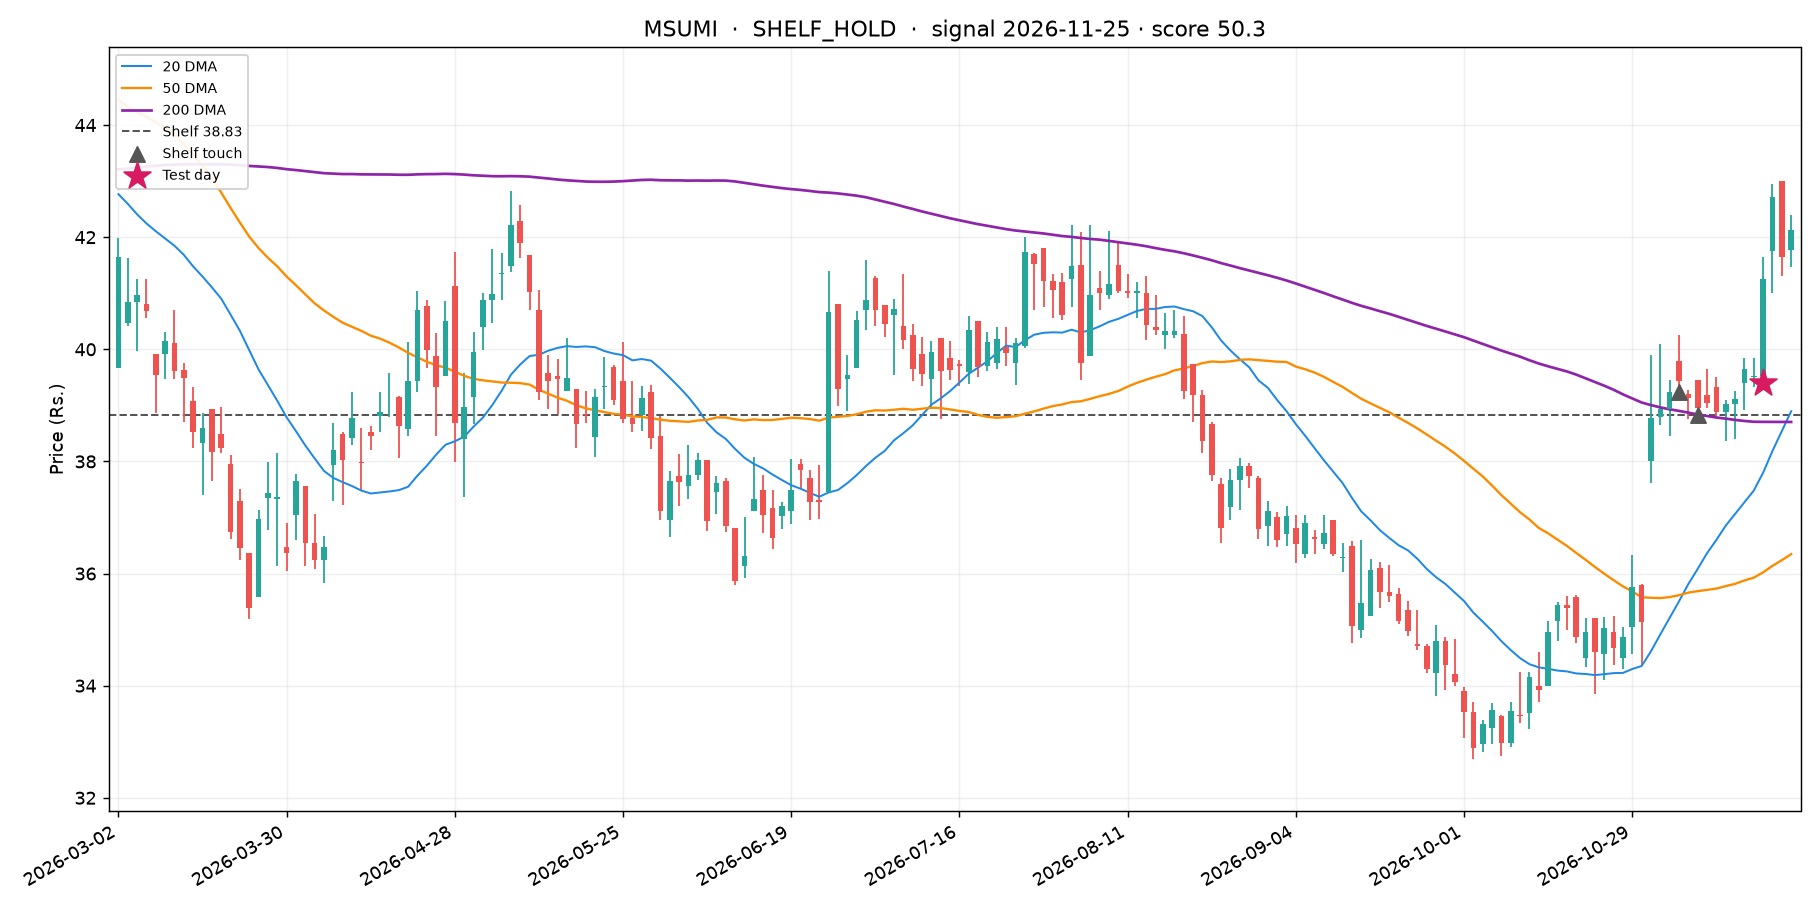 MSUMI · SHELF_HOLD · signal 2026-11-25 · score 50.3
20 DMA
50 DMA
200 DMA
Shelf 38.83
Shelf touch
Test day
Price (Rs.)
44
42
40
38
36
34
32
2026-03-02
2026-03-30
2026-04-28
2026-05-25
2026-06-19
2026-07-16
2026-08-11
2026-09-04
2026-10-01
2026-10-29